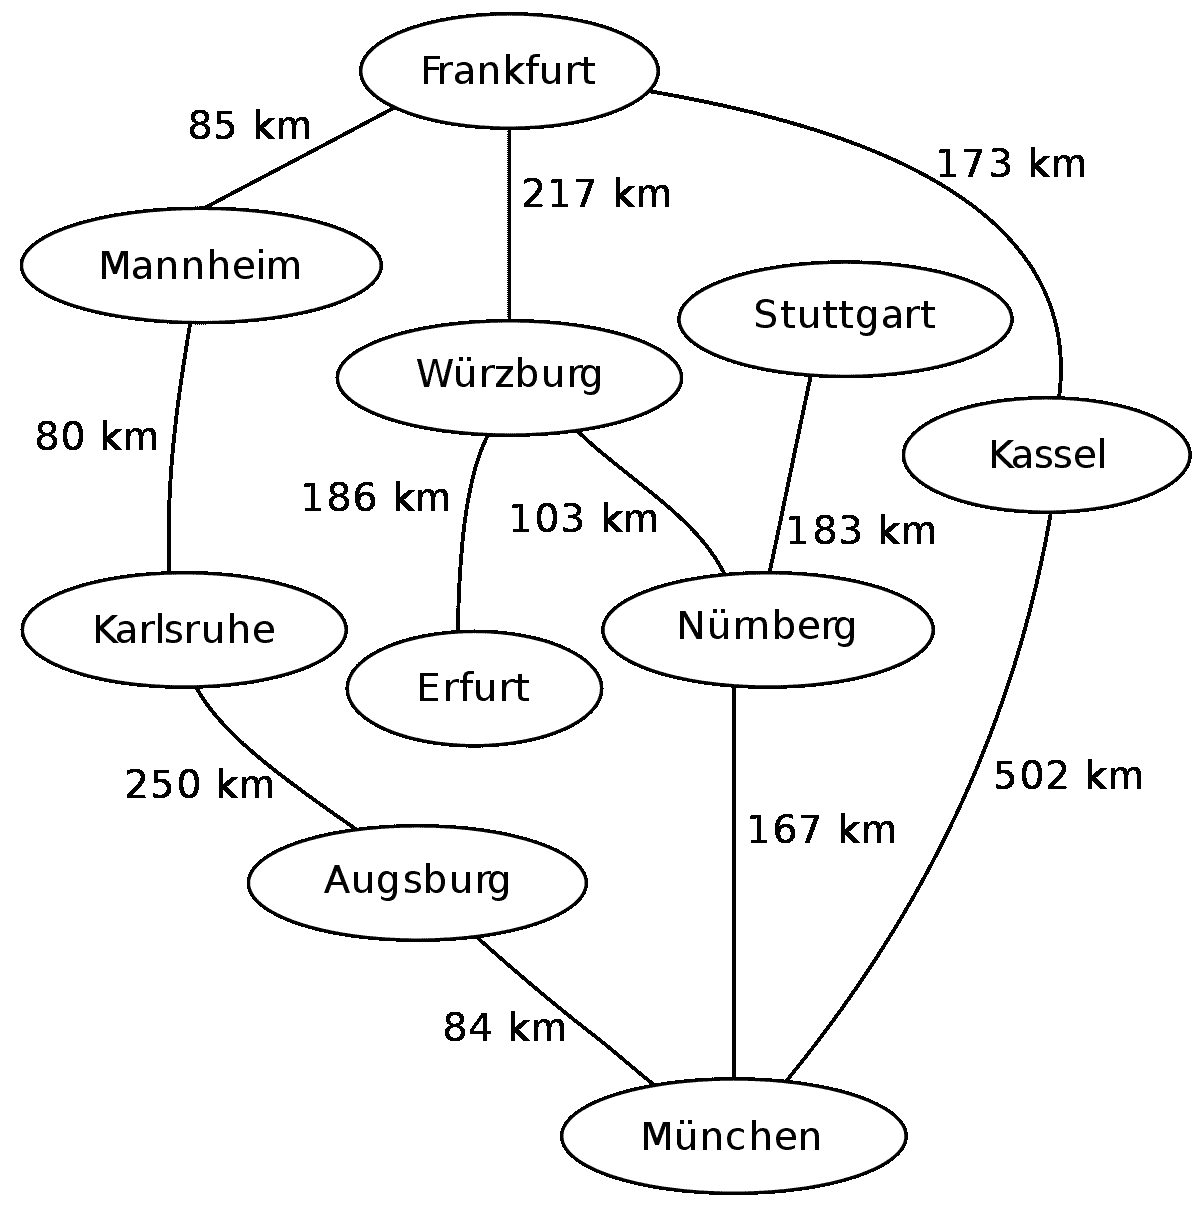 Frankfurt
85 km
173 km
217 km
Mannheim
Stuttgart
Würzburg
80 km
Kassel
186 km
103 km
183 km
Karlsruhe
Nürnberg
Erfurt
250 km
502 km
167 km
Augsburg
84 km
München